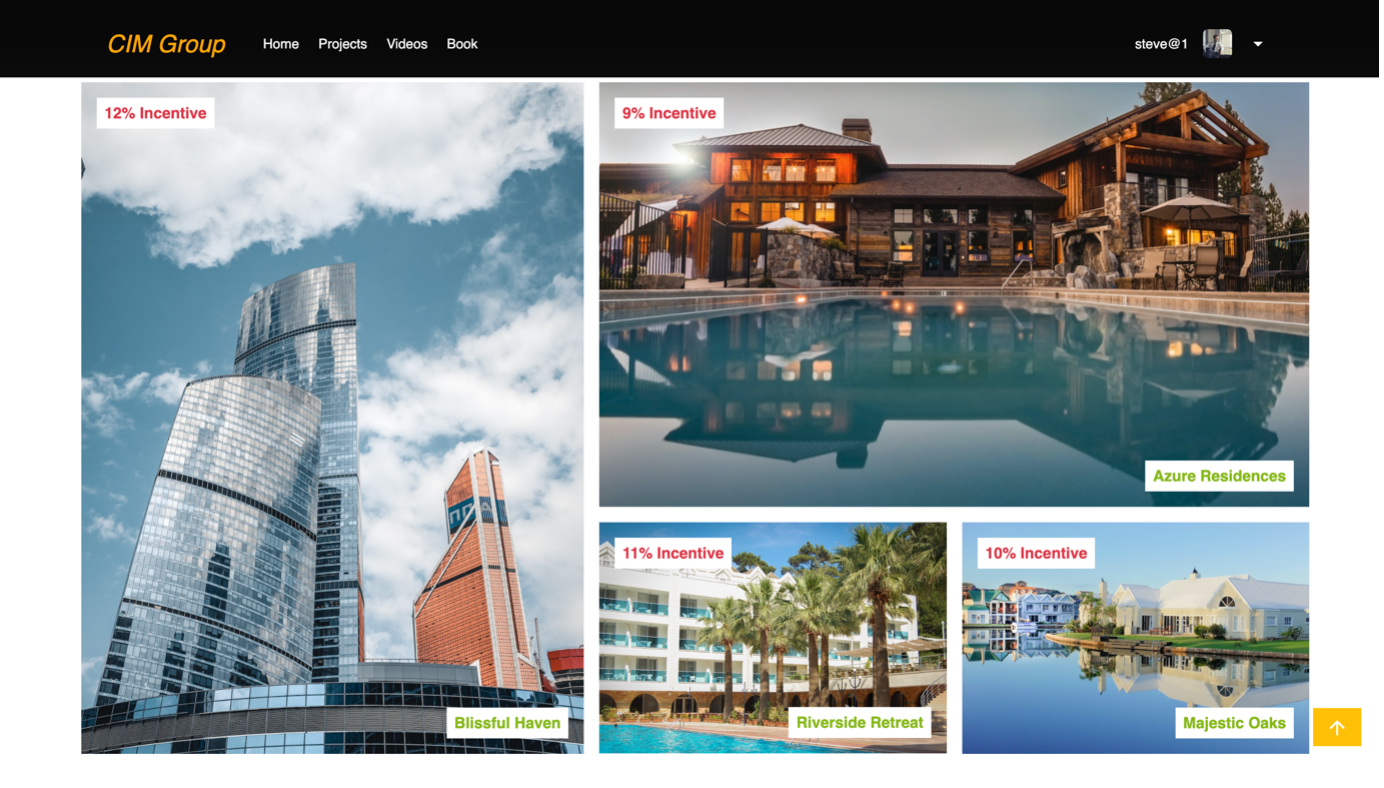 CIM Group
Home
Projects
Videos
Book
steve@1
12% Incentive
Blissful Haven
9% Incentive
Azure Residences
11% Incentive
Riverside Retreat
10% Incentive
Majestic Oaks